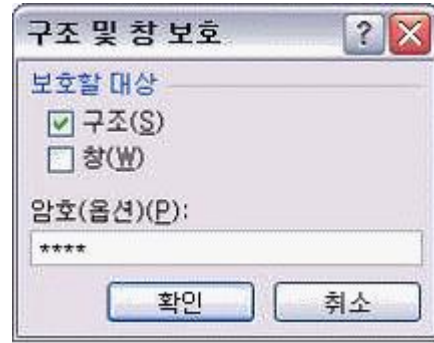 구조 및 창 보호
보호할 대상
구조(S)
창(W)
암호(옵션)(P):
****
확인
취소